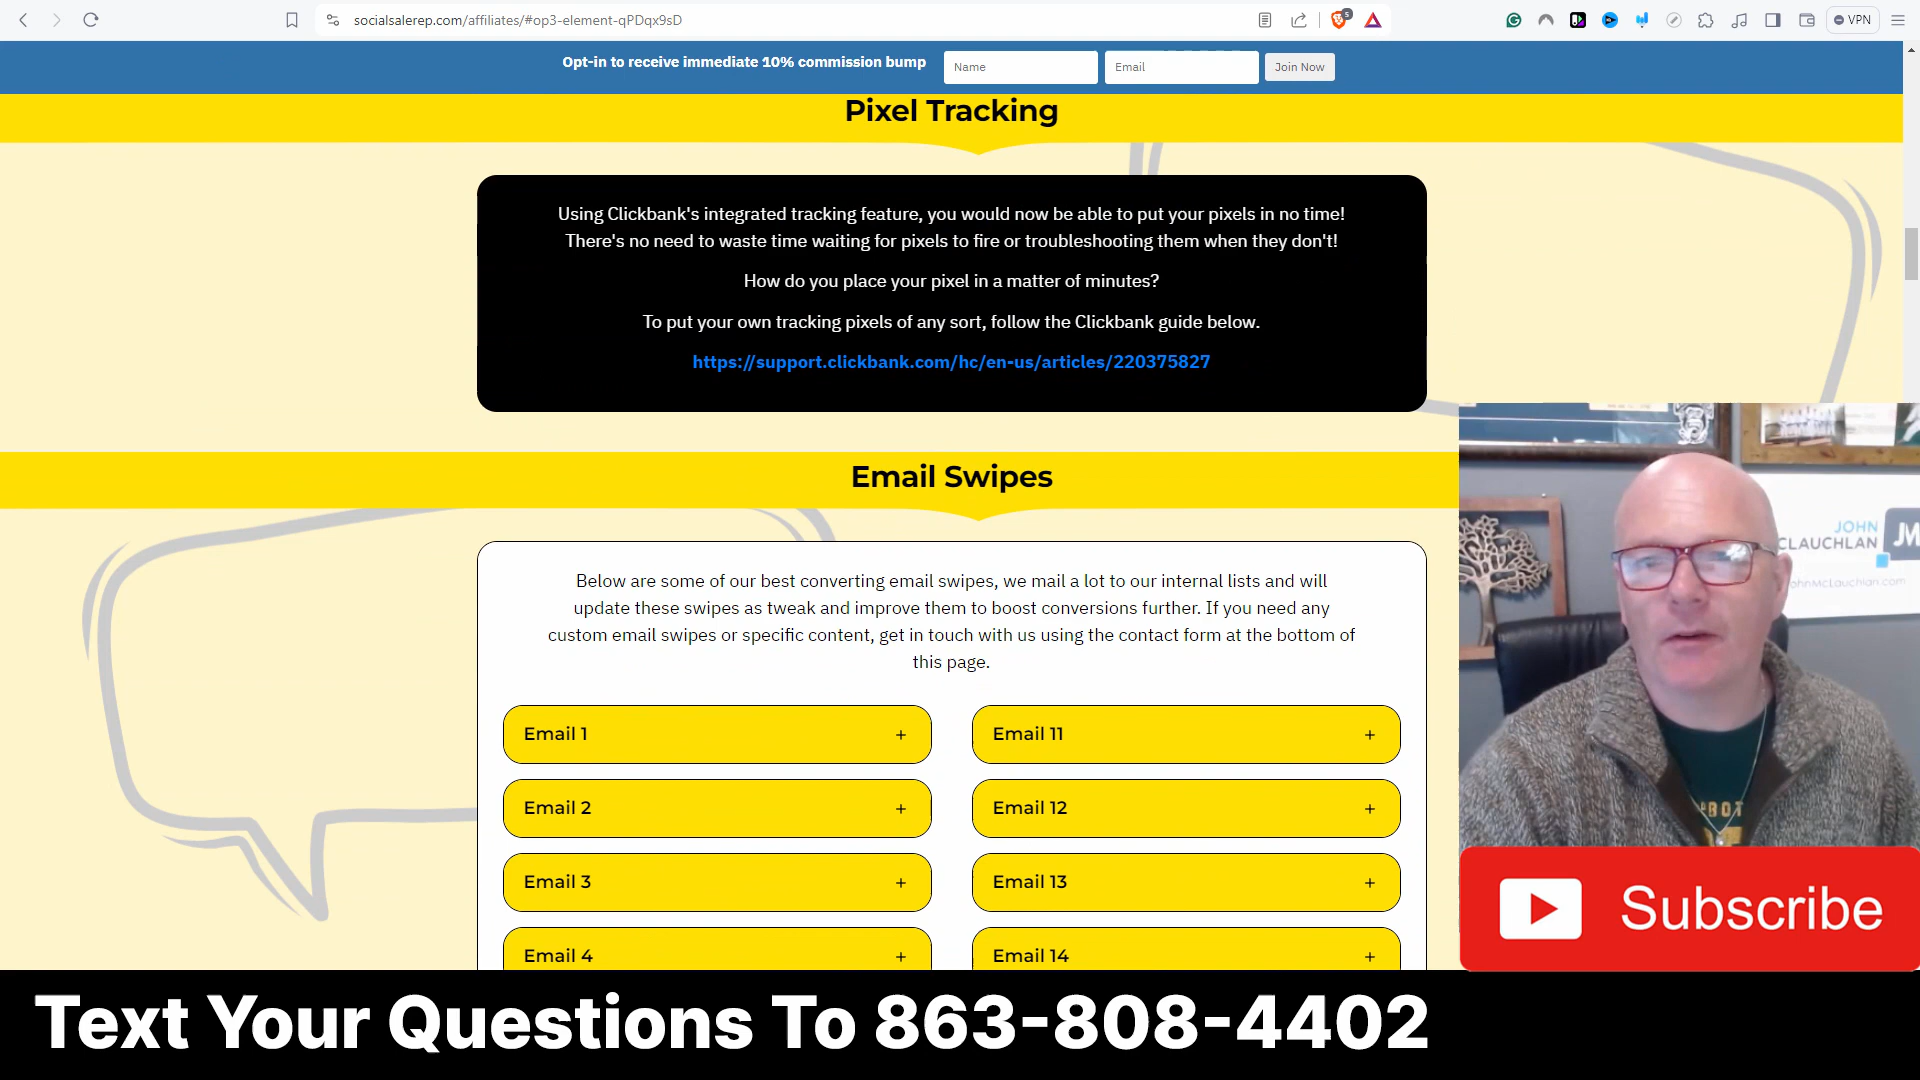 socialsalerep.com/affiliates/#op3-element-qPDqx9sD
5
VPN
Opt-in to receive immediate 10% commission bump
Name
Email
Join Now
Pixel Tracking
Using Clickbank's integrated tracking feature, you would now be able to put your pixels in no time!
There's no need to waste time waiting for pixels to fire or troubleshooting them when they don't!
How do you place your pixel in a matter of minutes?
To put your own tracking pixels of any sort, follow the Clickbank guide below.
https://support.clickbank.com/hc/en-us/articles/220375827
Email Swipes
Below are some of our best converting email swipes, we mail a lot to our internal lists and will
update these swipes as tweak and improve them to boost conversions further. If you need any
custom email swipes or specific content, get in touch with us using the contact form at the bottom of
this page.
Email 1 +
Email 11 +
Email 2 +
Email 12 +
Email 3 +
Email 13 +
Email 4 +
Email 14 +
JOHN
CLAUCHLAN
JM
ohnMcLauchlan.com
Subscribe
Text Your Questions To 863-808-4402